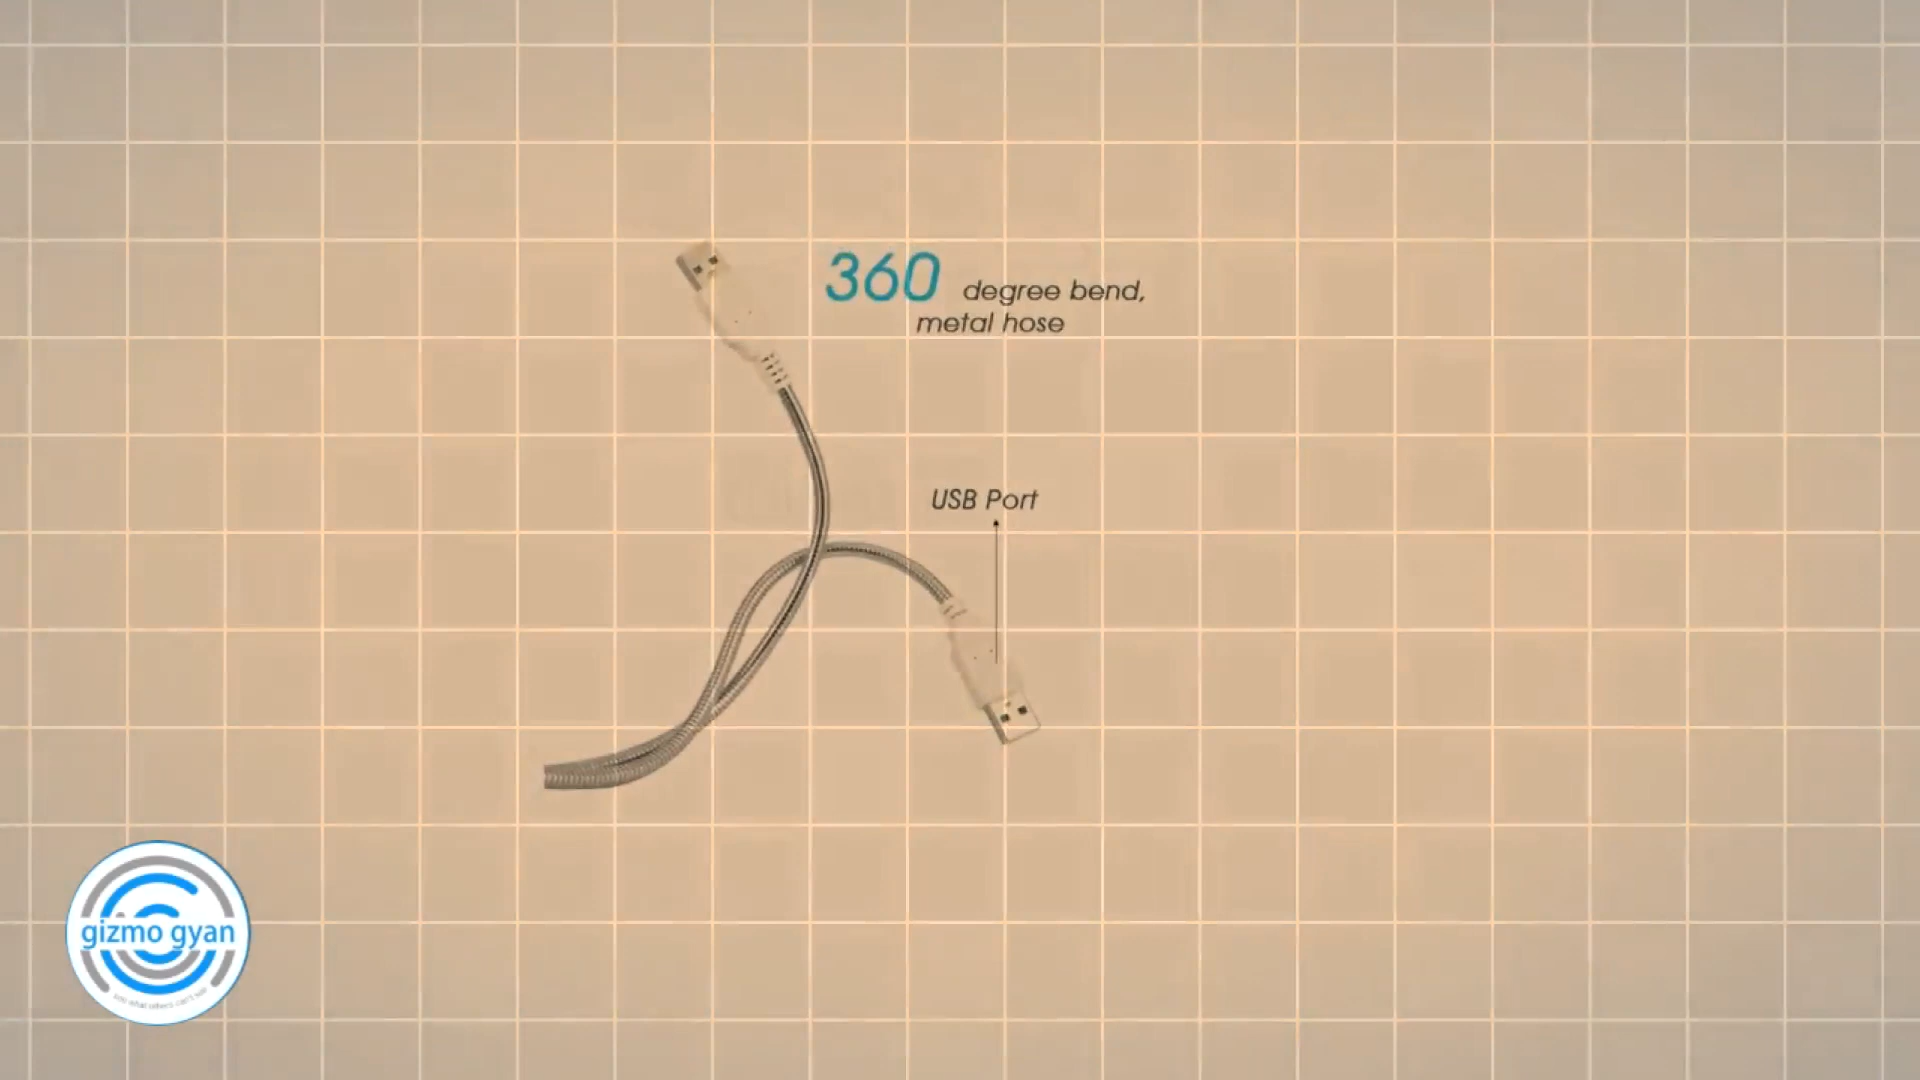 360 degree bend,
metal hose
USB Port
gizmo gyan